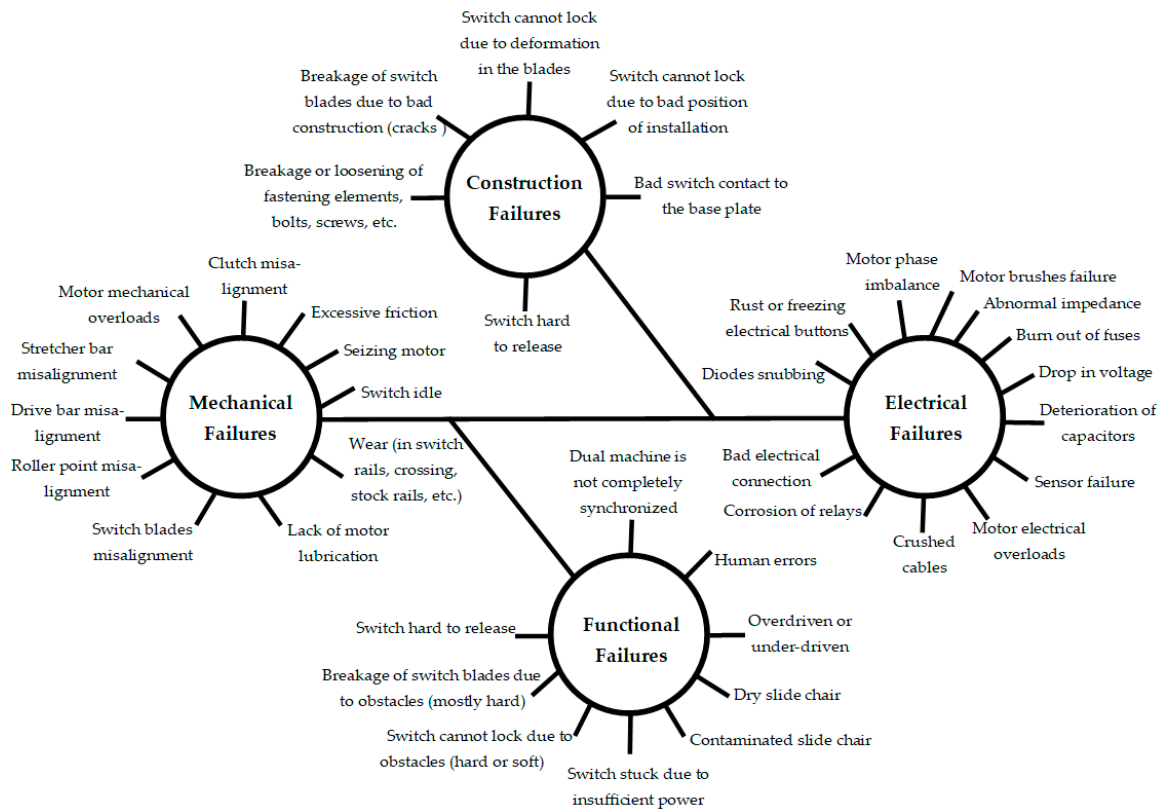 Switch cannot lock
due to deformation
in the blades
Breakage of switch
blades due to bad
construction (cracks )
Switch cannot lock
due to bad position
of installation
Breakage or loosening of
fastening elements,
bolts, screws, etc.
Construction
Failures
Bad switch contact to
the base plate
Switch hard
to release
Clutch misa-
lignment
Motor mechanical
overloads
Excessive friction
Stretcher bar
misalignment
Seizing motor
Switch idle
Mechanical
Failures
Drive bar misa-
lignment
Roller point misa-
lignment
Wear (in switch
rails, crossing,
stock rails, etc.)
Switch blades
misalignment
Lack of motor
lubrication
Motor phase
imbalance
Motor brushes failure
Abnormal impedance
Rust or freezing
electrical buttons
Burn out of fuses
Diodes snubbing
Drop in voltage
Electrical
Failures
Deterioration of
capacitors
Bad electrical
connection
Sensor failure
Corrosion of relays
Crushed
cables
Motor electrical
overloads
Dual machine is
not completely
synchronized
Human errors
Switch hard to release
Functional
Failures
Overdriven or
under-driven
Breakage of switch blades due
to obstacles (mostly hard)
Dry slide chair
Switch cannot lock due to
obstacles (hard or soft)
Contaminated slide chair
Switch stuck due to
insufficient power